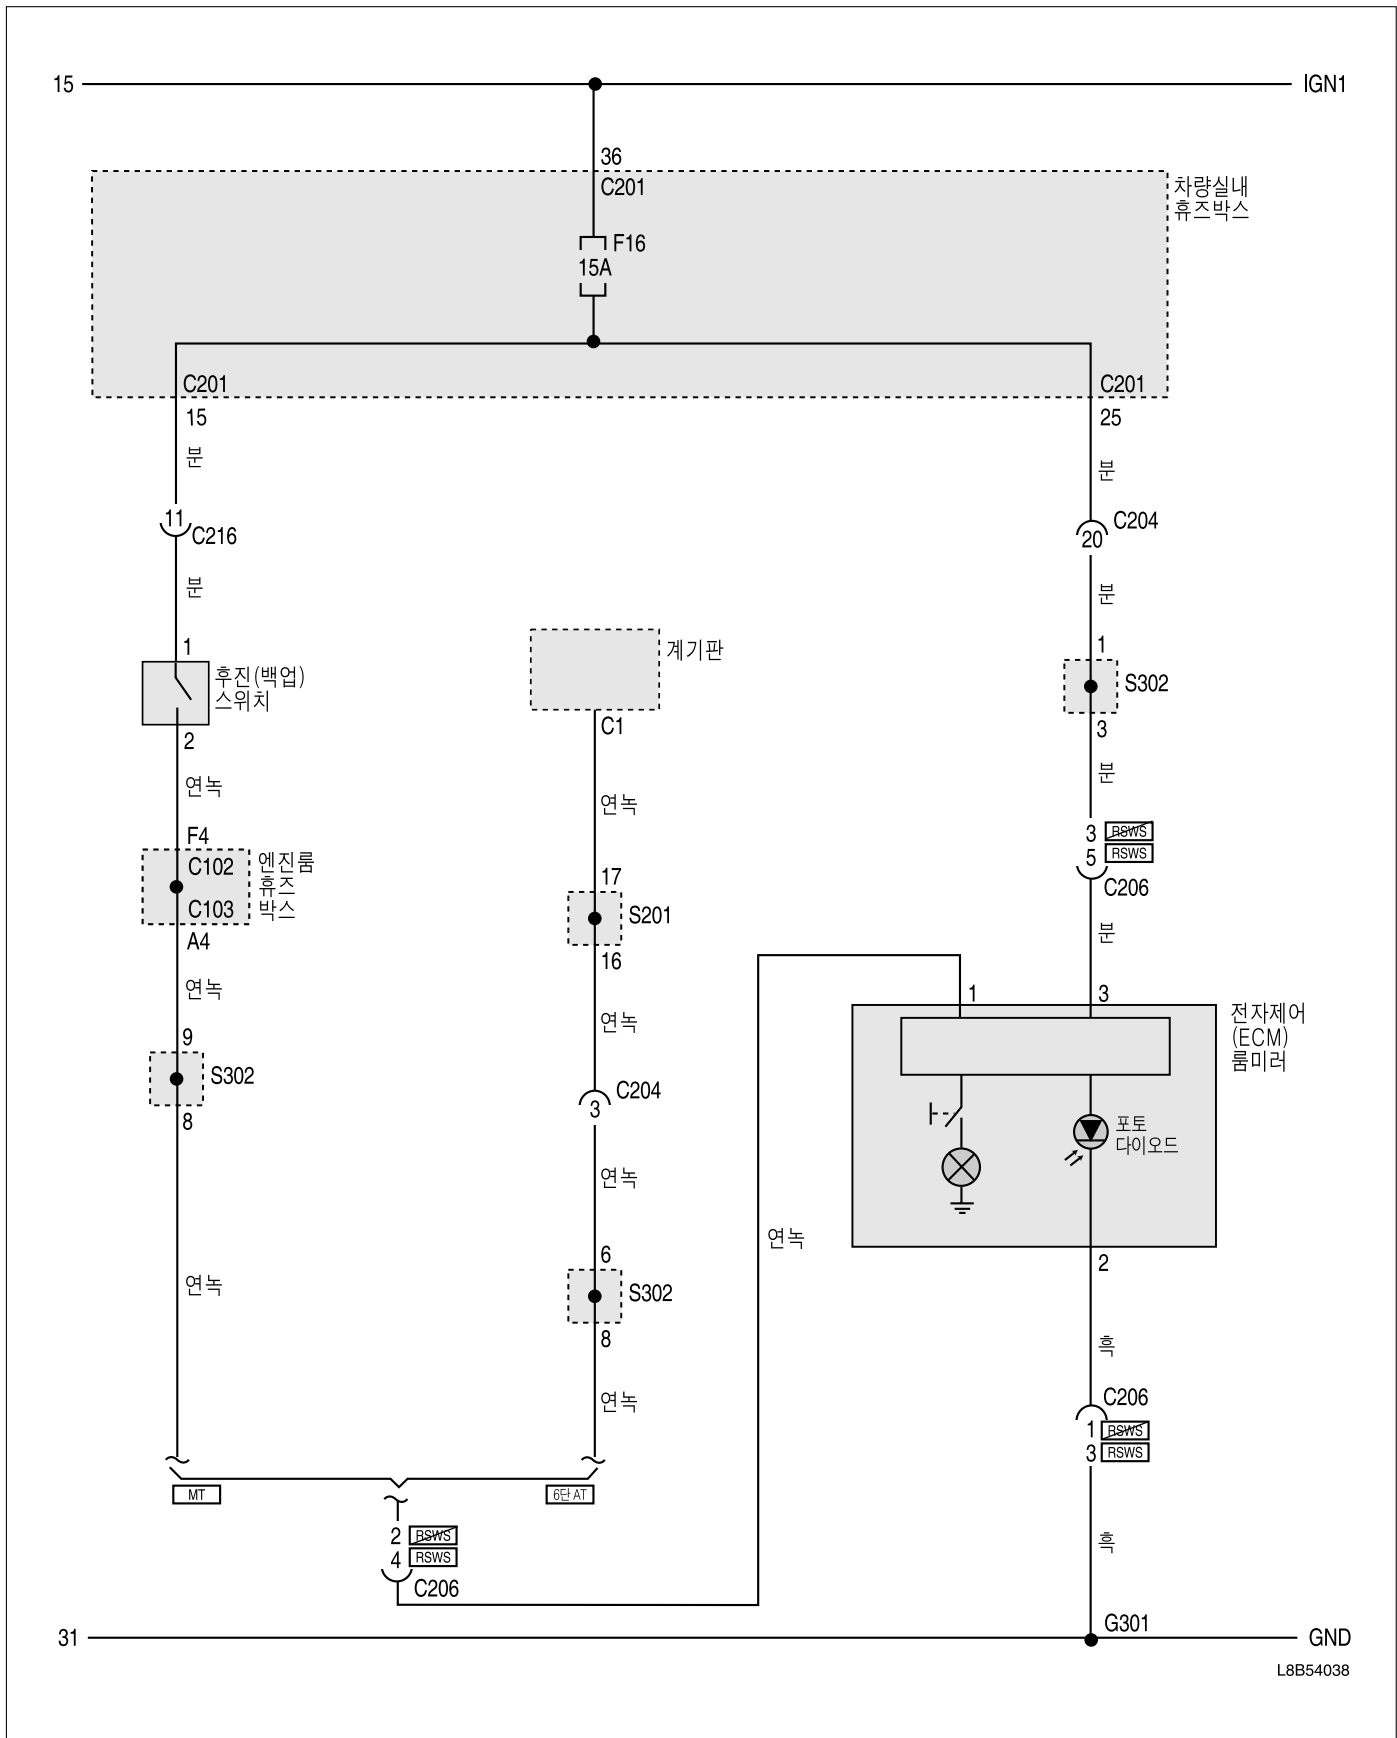 15
IGN1
36
C201
차량실내
휴즈박스
F16
15A
C201
15
C201
25
분
분
11
C216
C204
20
분
분
1
후진(백업)
스위치
2
계기판
C1
1
S302
3
연녹
연녹
분
F4
C102
엔진룸
휴즈
박스
C103
A4
17
S201
16
3 RSWS
5 RSWS
C206
분
연녹
연녹
9
S302
8
C204
3
1
3
전자제어
(ECM)
룸미러
포토
다이오드
연녹
연녹
6
S302
8
연녹
2
흑
연녹
C206
1 RSWS
3 RSWS
MT
6단 AT
2 RSWS
4 RSWS
C206
흑
31
G301
GND
L8B54038